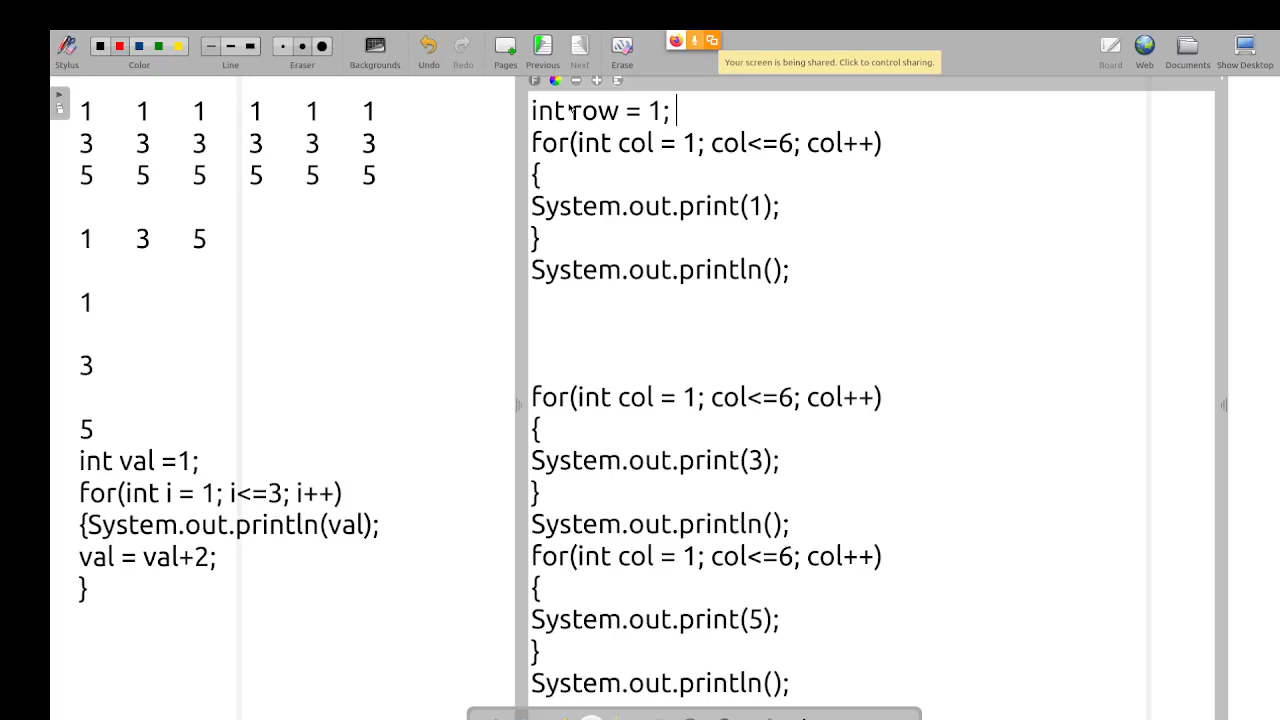 Stylus
Color
Line
Eraser
Backgrounds
Undo
Redo
Pages
Previous
Next
Erase
Your screen is being shared. Click to control sharing.
Board
Web
Documents
Show Desktop
1 1 1 1 1 1
3 3 3 3 3 3
5 5 5 5 5 5
1 3 5
1
3
5
int val =1;
for(int i = 1; i<=3; i++)
{System.out.println(val);
val = val+2;
}
int row = 1;
for(int col = 1; col<=6; col++)
{
System.out.print(1);
}
System.out.println();
for(int col = 1; col<=6; col++)
{
System.out.print(3);
}
System.out.println();
for(int col = 1; col<=6; col++)
{
System.out.print(5);
}
System.out.println();